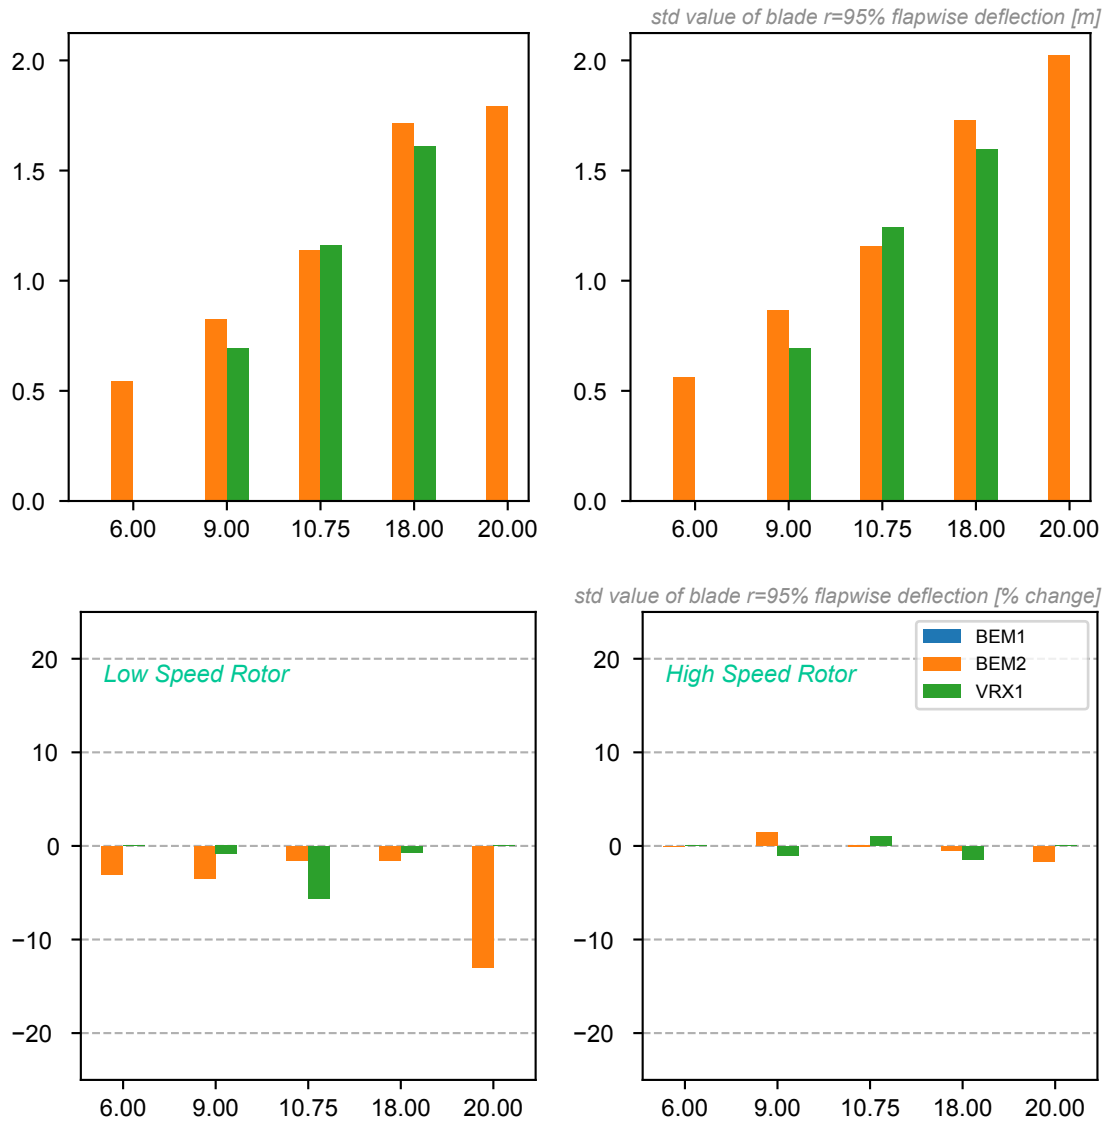 std value of blade r=95% flapwise deflection [m]
2.0
1.5
1.0
0.5
0.0
6.00 9.00 10.75 18.00 20.00
2.0
1.5
1.0
0.5
0.0
6.00 9.00 10.75 18.00 20.00
std value of blade r=95% flapwise deflection [% change]
20
10
0
−10
−20
Low Speed Rotor
6.00 9.00 10.75 18.00 20.00
20
10
0
−10
−20
High Speed Rotor
BEM1
BEM2
VRX1
6.00 9.00 10.75 18.00 20.00